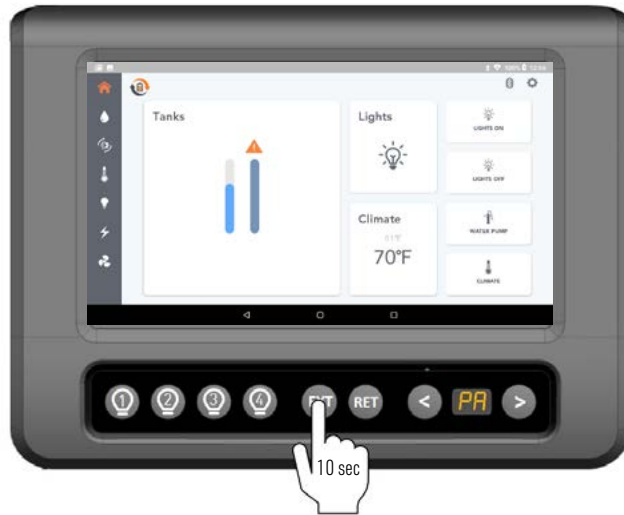 Tanks
Lights
LIGHTS ON
LIGHTS OFF
Climate
70°F
WATER PUMP
CLIMATE
1 2 3 4 RET < PA >
10 sec